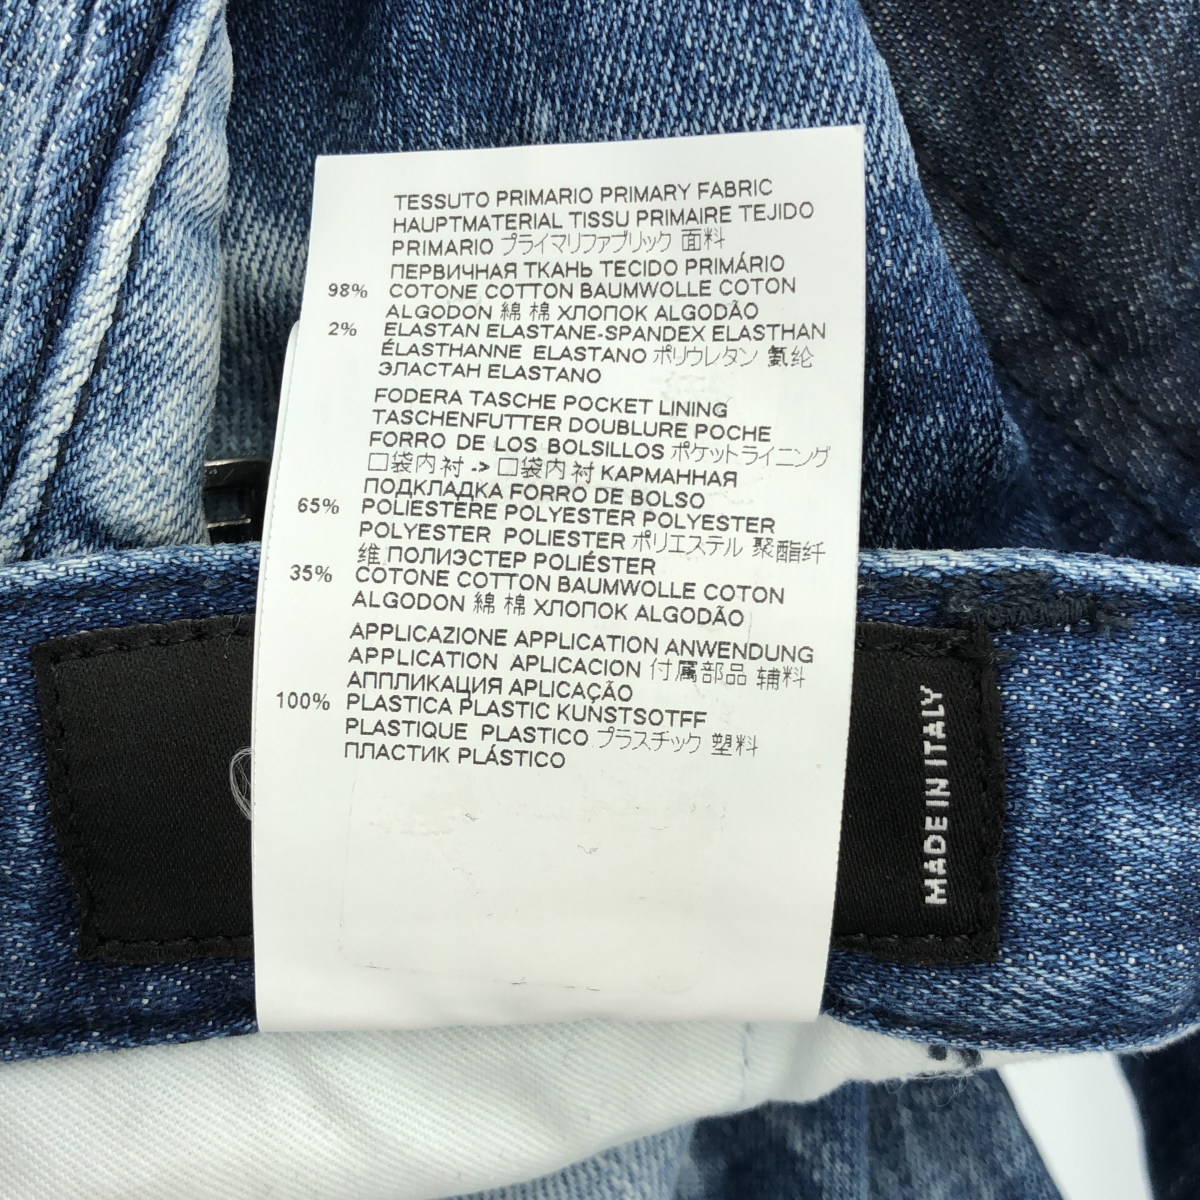 TESSUTO PRIMARIO PRIMARY FABRIC
HAUPTMATERIAL TISSU PRIMAIRE TEJIDO
PRIMARIO プライマリファブリック 面料
ПЕРВИЧНАЯ ТКАНЬ TECIDO PRIMÁRIO
98% COTONE COTTON BAUMWOLLE COTON
ALGODON 綿 棉 ХЛОПОК ALGODÃO
2% ELASTAN ELASTANE-SPANDEX ELASTHAN
ÉLASTHANNE ELASTANO ポリウレタン 氨纶
ЭЛАСТАН ELASTANO
FODERA TASCHE POCKET LINING
TASCHENFUTTER DOUBLURE POCHE
FORRO DE LOS BOLSILLOS ポケットライニング
口袋内衬 -> 口袋内衬 КАРМАННАЯ
ПОДКЛАДКА FORRO DE BOLSO
65% POLIESTERE POLYESTER POLYESTER
POLYESTER POLIESTER ポリエステル 聚酯纤
维 ПОЛИЭСТЕР POLIÉSTER
35% COTONE COTTON BAUMWOLLE COTON
ALGODON 綿 棉 ХЛОПОК ALGODÃO
APPLICAZIONE APPLICATION ANWENDUNG
APPLICATION APLICACION 付属部品 辅料
АППЛИКАЦИЯ APLICAÇÃO
100% PLASTICA PLASTIC KUNSTSOTFF
PLASTIQUE PLASTICO プラスチック 塑料
ПЛАСТИК PLÁSTICO
MADE IN ITALY